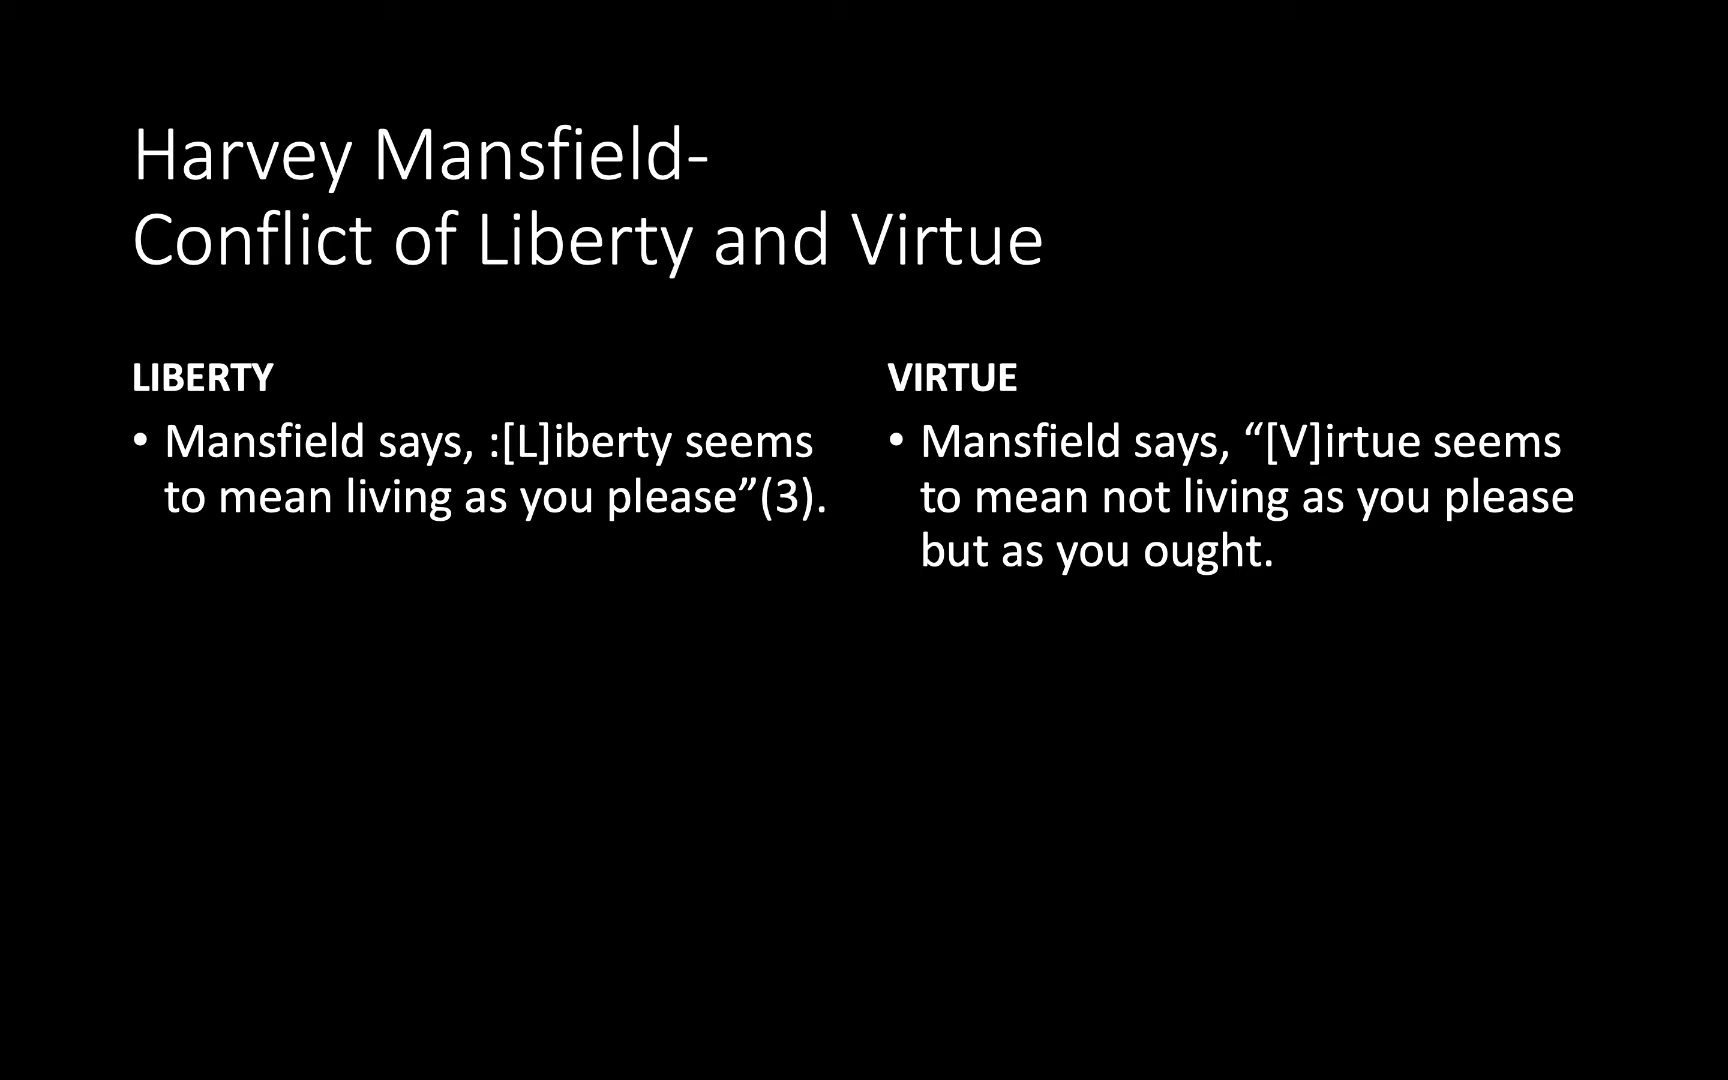 Harvey Mansfield-
Conflict of Liberty and Virtue
LIBERTY
• Mansfield says, :[L]iberty seems
to mean living as you please”(3).
VIRTUE
• Mansfield says, “[V]irtue seems
to mean not living as you please
but as you ought.